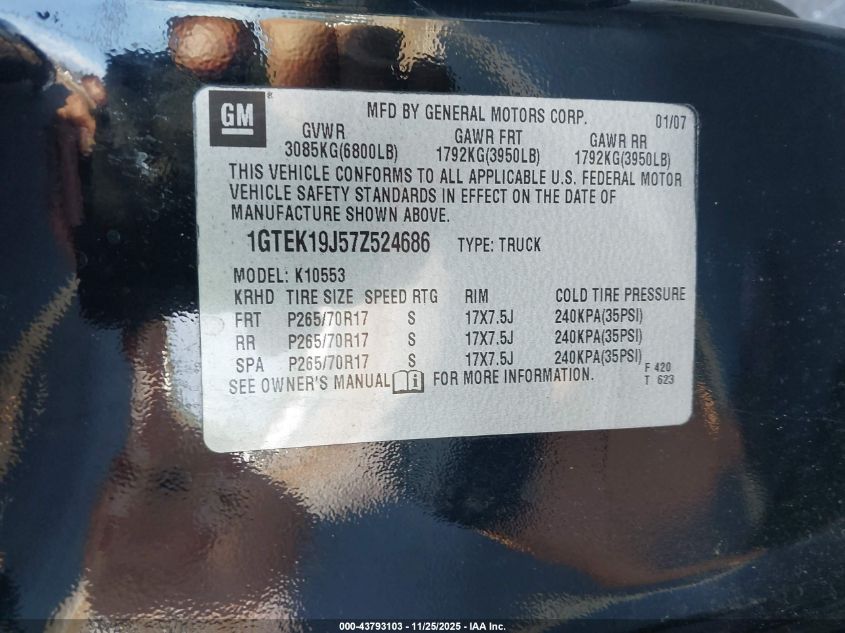 GM ®
MFD BY GENERAL MOTORS CORP. 01/07
GVWR GAWR FRT GAWR RR
3085KG(6800LB) 1792KG(3950LB) 1792KG(3950LB)
THIS VEHICLE CONFORMS TO ALL APPLICABLE U.S. FEDERAL MOTOR
VEHICLE SAFETY STANDARDS IN EFFECT ON THE DATE OF
MANUFACTURE SHOWN ABOVE.
1GTEK19J57Z524686 TYPE: TRUCK
MODEL: K10553
KRHD TIRE SIZE SPEED RTG RIM COLD TIRE PRESSURE
FRT P265/70R17 S 17X7.5J 240KPA(35PSI)
RR P265/70R17 S 17X7.5J 240KPA(35PSI)
SPA P265/70R17 S 17X7.5J 240KPA(35PSI)
SEE OWNER'S MANUAL i FOR MORE INFORMATION.
F 420
T 623
000-43793103 - 11/25/2025 - IAA Inc.